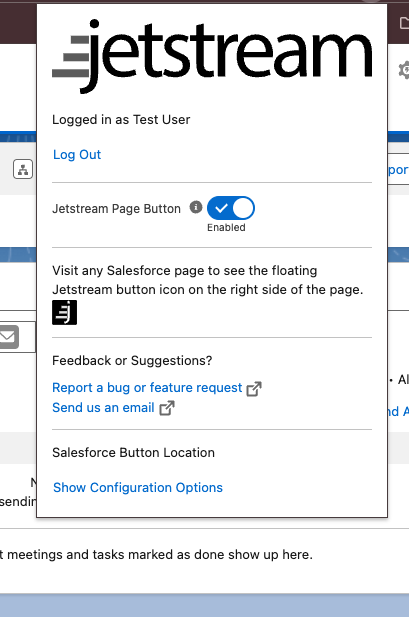 jetstream
Logged in as Test User
Log Out
Jetstream Page Button
Enabled
Visit any Salesforce page to see the floating
Jetstream button icon on the right side of the page.
Feedback or Suggestions?
Report a bug or feature request
Send us an email
Salesforce Button Location
Show Configuration Options
t meetings and tasks marked as done show up here.